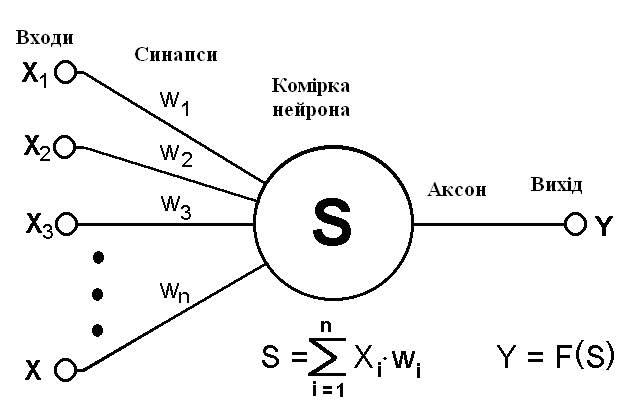 Входи
Синапси
Комірка
нейрона
Аксон
Вихід
X1
w1
X2
w2
X3
w3
wn
X
S
Y
S = n∑i=1 Xi·wi
Y = F(S)